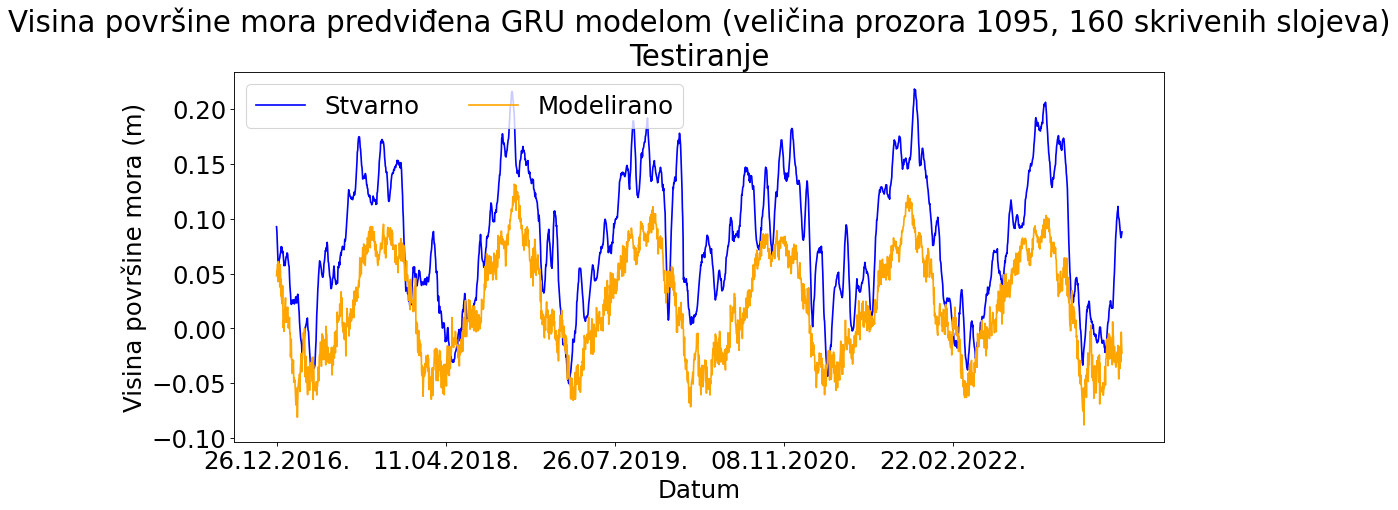 Visina površine mora predviđena GRU modelom (veličina prozora 1095, 160 skrivenih slojeva)
Testiranje
Stvarno Modelirano
Visina površine mora (m)
0.20
0.15
0.10
0.05
0.00
−0.05
−0.10
26.12.2016. 11.04.2018. 26.07.2019. 08.11.2020. 22.02.2022.
Datum